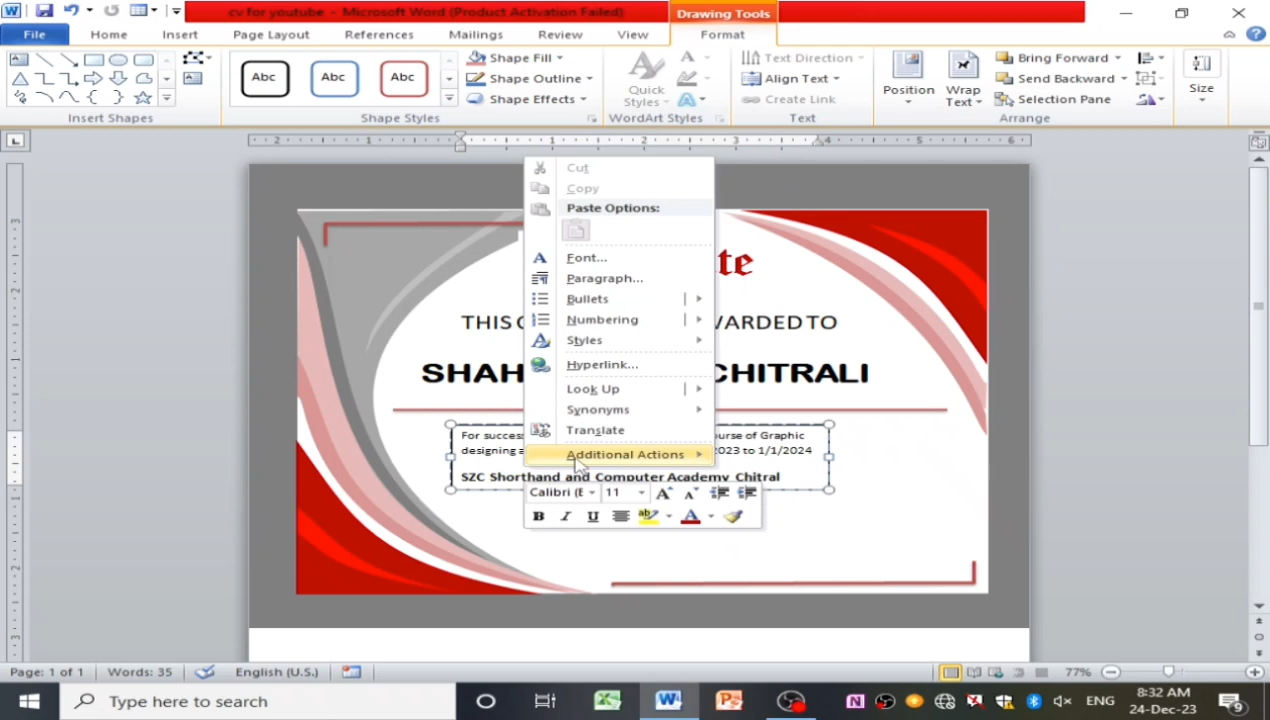 cv for youtube - Microsoft Word (Product Activation Failed)
Drawing Tools
File
Home
Insert
Page Layout
References
Mailings
Review
View
Format
Abc
Abc
Abc
Shape Fill
Shape Outline
Shape Effects
Quick
Styles
Text Direction
Align Text
Create Link
Position
Wrap
Text
Bring Forward
Send Backward
Selection Pane
Size
Insert Shapes
Shape Styles
WordArt Styles
Text
Arrange
Cut
Copy
Paste Options:
Font...
Paragraph...
Bullets
Numbering
Styles
Hyperlink...
Look Up
Synonyms
Translate
Additional Actions
te
THIS C
ARDED TO
SHAH
CHITRALI
For succes
ourse of Graphic
designing a
2023 to 1/1/2024
SZC Shorthand and Computer Academy Chitral
Calibri (E
11
Page: 1 of 1
Words: 35
English (U.S.)
77%
Type here to search
ENG
8:32 AM
24-Dec-23
9